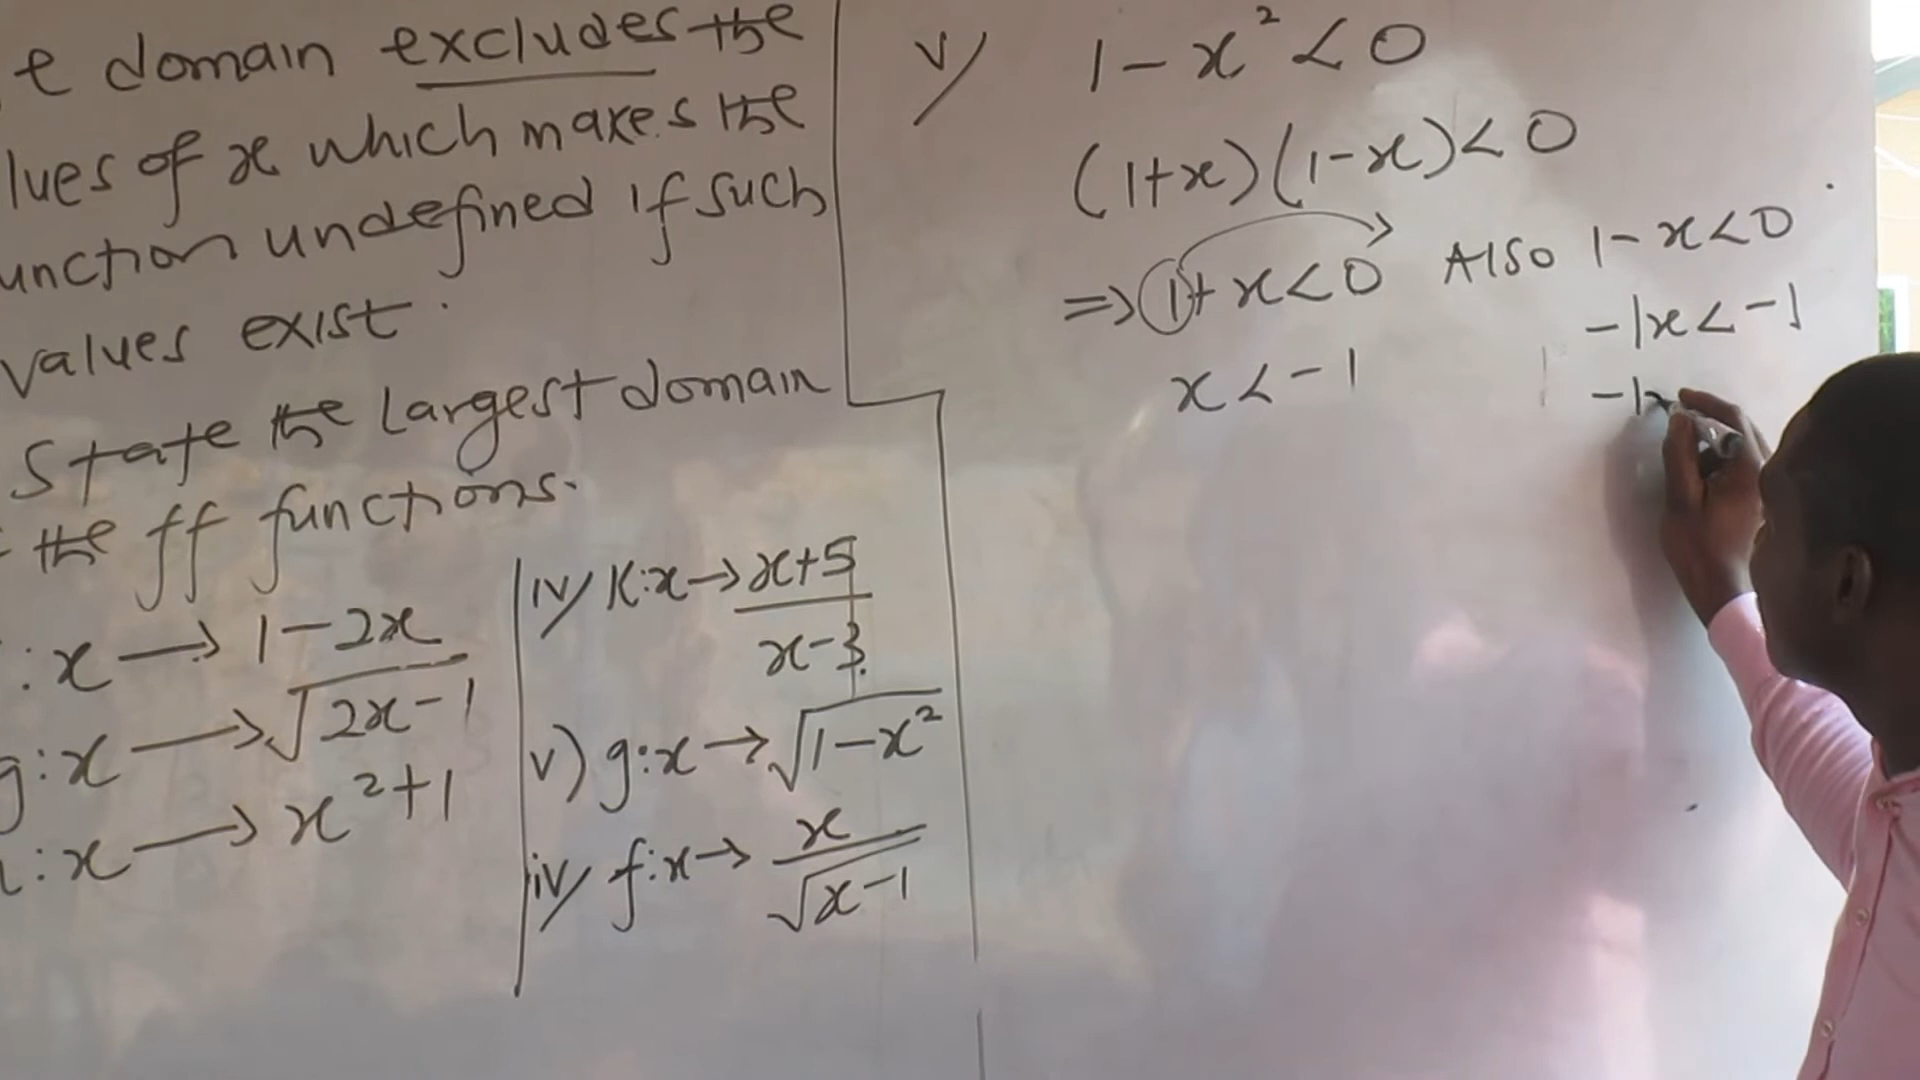 e domain excludes the
lues of x which makes the
unction undefined if such
values exist.
State the largest domain
the ff functions.
: x → 1-2x
g: x → √2x-1
: x → x²+1
iv/ K: x → x+5
x-3
v) g: x → √1-x²
iv/ f: x → x
√x-1
v/ 1-x²<0
(1+x)(1-x)<0
=> 1+x<0 Also 1-x<0
-1x<-1
x<-1
-1x